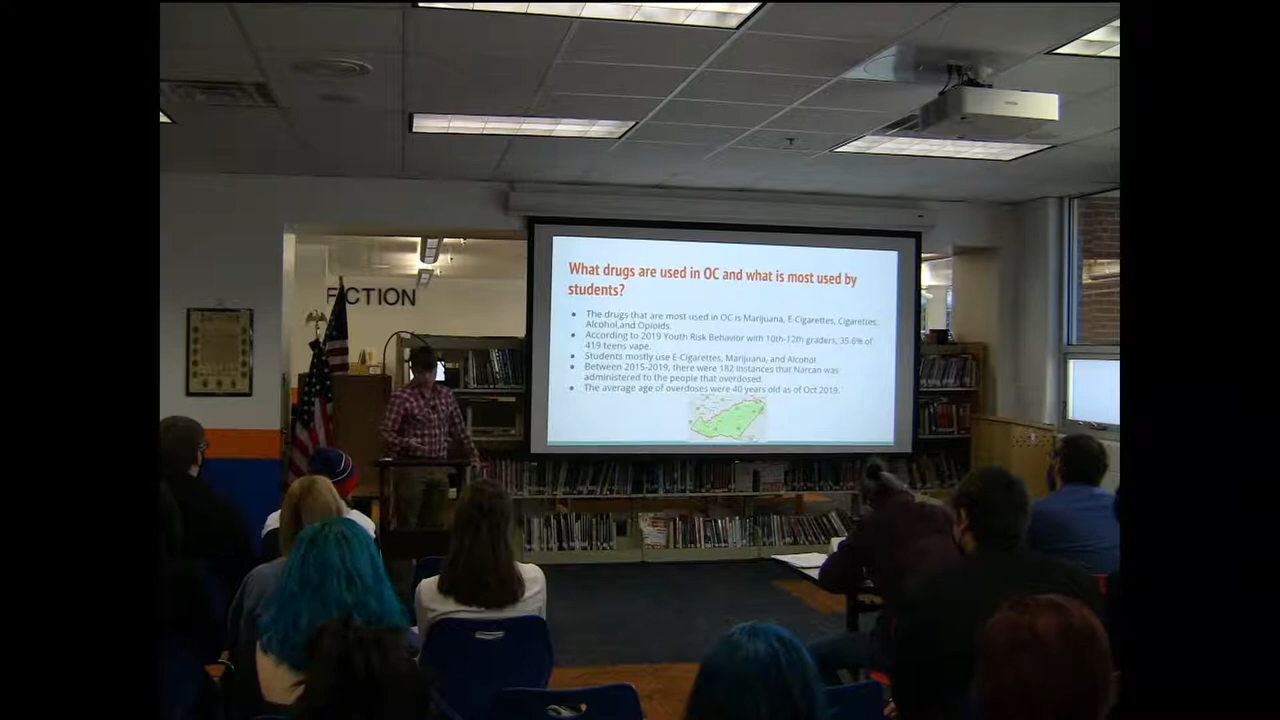 FICTION
What drugs are used in OC and what is most used by
students?
● The drugs that are most used in OC is Marijuana, E-Cigarettes, Cigarettes,
Alcohol,and Opioids.
● According to 2019 Youth Risk Behavior with 10th-12th graders, 35.6% of
419 teens vape.
● Students mostly use E-Cigarettes, Marijuana, and Alcohol
● Between 2015-2019, there were 182 instances that Narcan was
administered to the people that overdosed.
● The average age of overdoses were 40 years old as of Oct 2019.